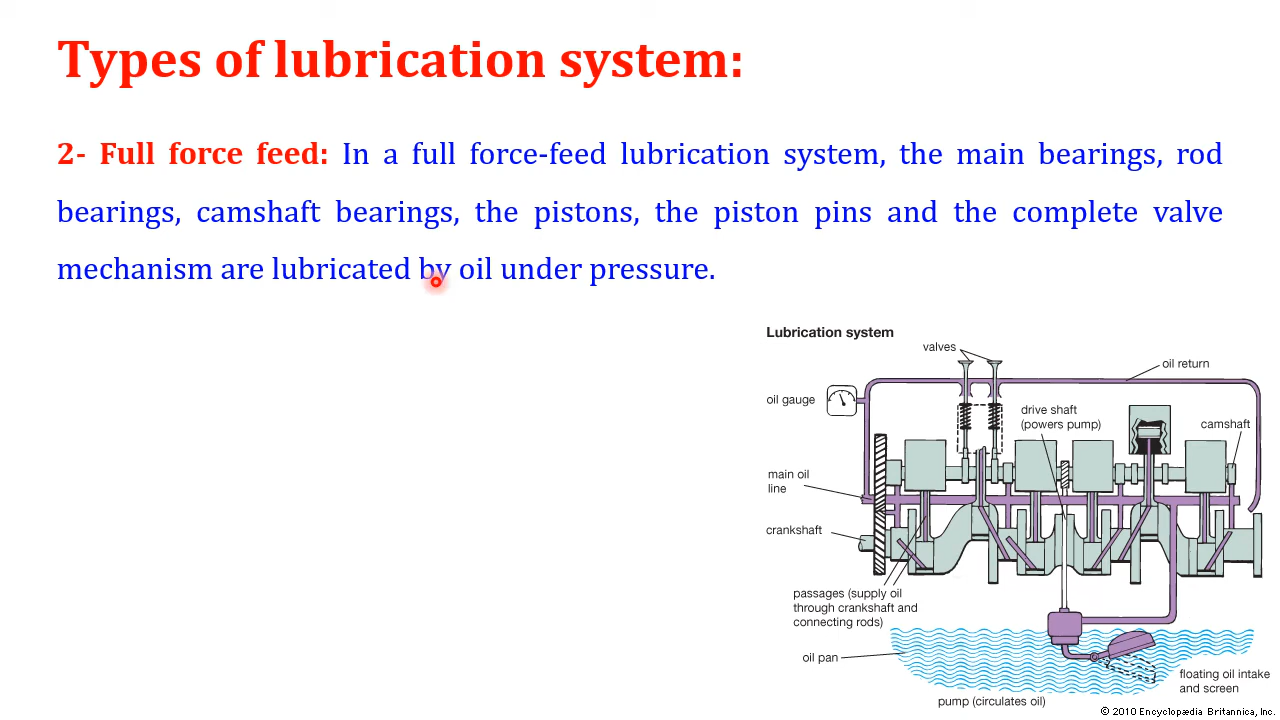 Types of lubrication system:
2- Full force feed: In a full force-feed lubrication system, the main bearings, rod
bearings, camshaft bearings, the pistons, the piston pins and the complete valve
mechanism are lubricated by oil under pressure.
Lubrication system
valves
oil return
oil gauge
drive shaft
(powers pump)
camshaft
main oil
line
crankshaft
passages (supply oil
through crankshaft and
connecting rods)
oil pan
floating oil intake
and screen
pump (circulates oil)
© 2010 Encyclopædia Britannica, Inc.